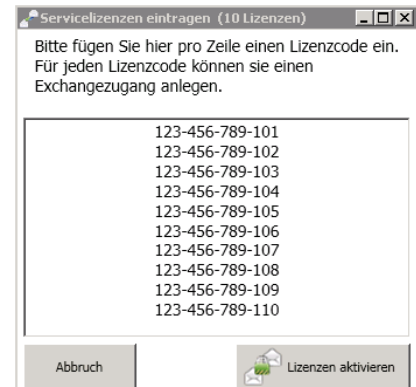 Servicelizenzen eintragen (10 Lizenzen)
Bitte fügen Sie hier pro Zeile einen Lizenzcode ein.
Für jeden Lizenzcode können sie einen
Exchangezugang anlegen.
123-456-789-101
123-456-789-102
123-456-789-103
123-456-789-104
123-456-789-105
123-456-789-106
123-456-789-107
123-456-789-108
123-456-789-109
123-456-789-110
Abbruch
Lizenzen aktivieren